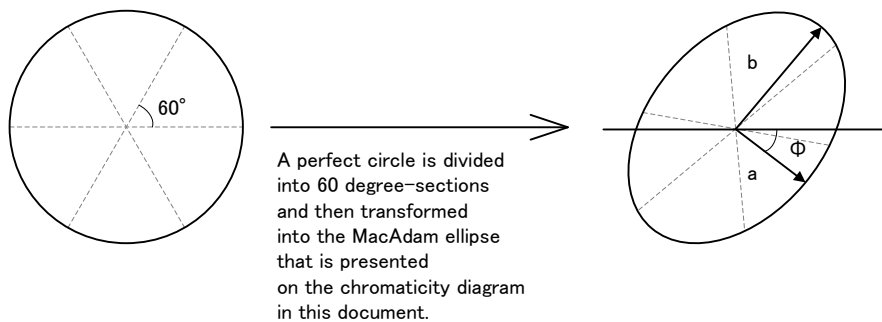 60°
A perfect circle is divided
into 60 degree-sections
and then transformed
into the MacAdam ellipse
that is presented
on the chromaticity diagram
in this document.
b
Φ
a